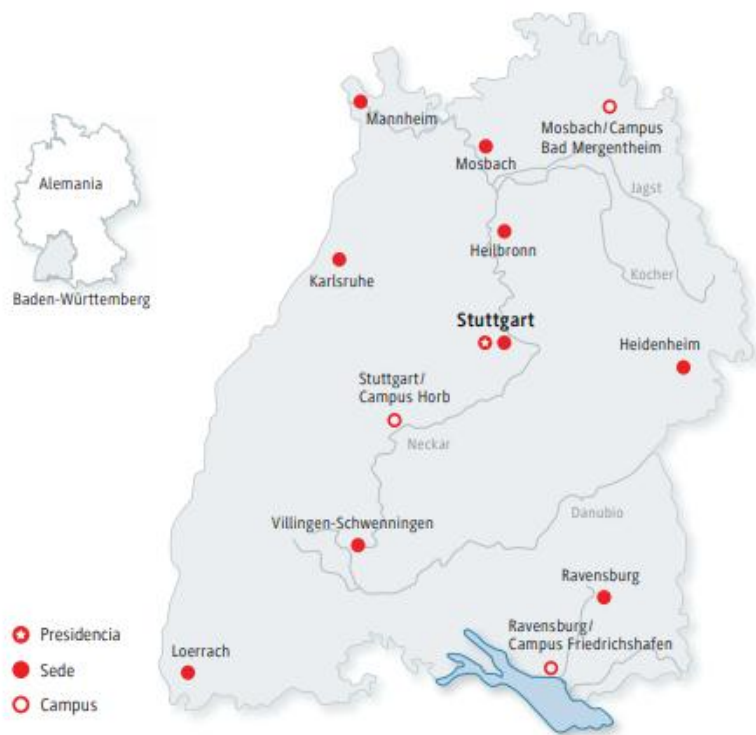 Mannheim
Mosbach/Campus
Bad Mergentheim
Mosbach
Alemania
Jagst
Heilbronn
Kocher
Karlsruhe
Baden-Württemberg
Stuttgart
Heidenheim
Stuttgart/
Campus Horb
Neckar
Danubio
Villingen-Schwenningen
Ravensburg
Ravensburg/
Campus Friedrichshafen
Loerrach
Presidencia
Sede
Campus